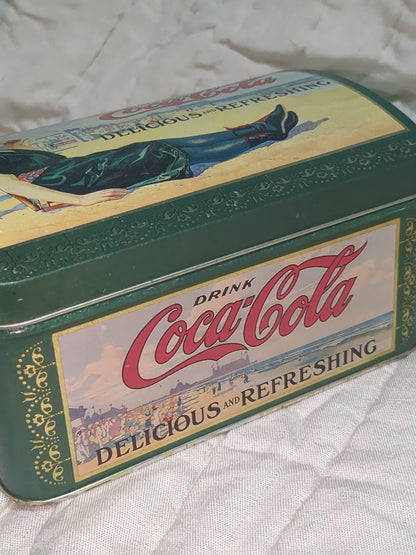 Coca-Cola
DELICIOUS AND REFRESHING
DRINK
Coca-Cola
DELICIOUS AND REFRESHING